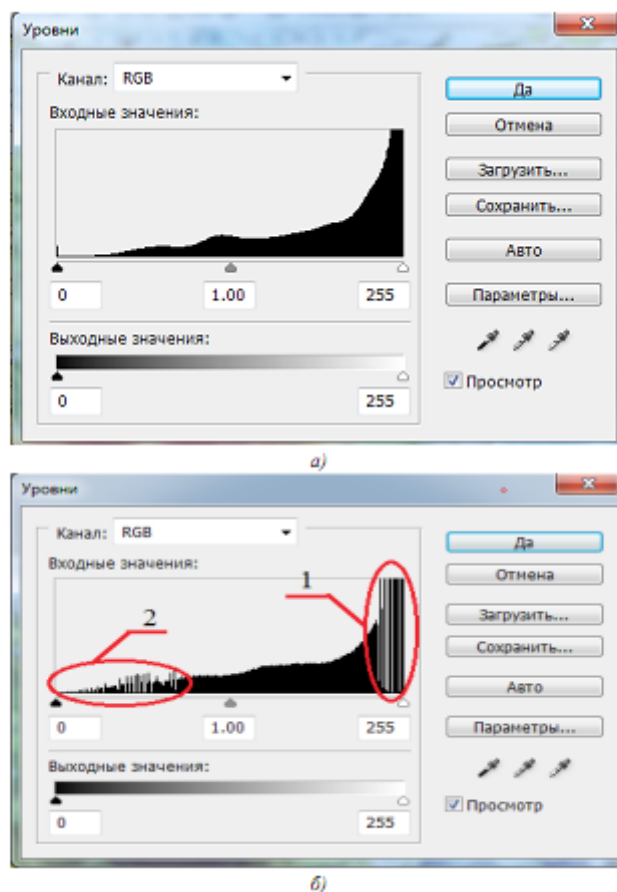 Уровни
Канал: RGB
Входные значения:
0 1.00 255
Выходные значения:
0 255
Да
Отмена
Загрузить...
Сохранить...
Авто
Параметры...
Просмотр
а)
Уровни
Канал: RGB
Входные значения:
1
2
0 1.00 255
Выходные значения:
0 255
Да
Отмена
Загрузить...
Сохранить...
Авто
Параметры...
Просмотр
б)